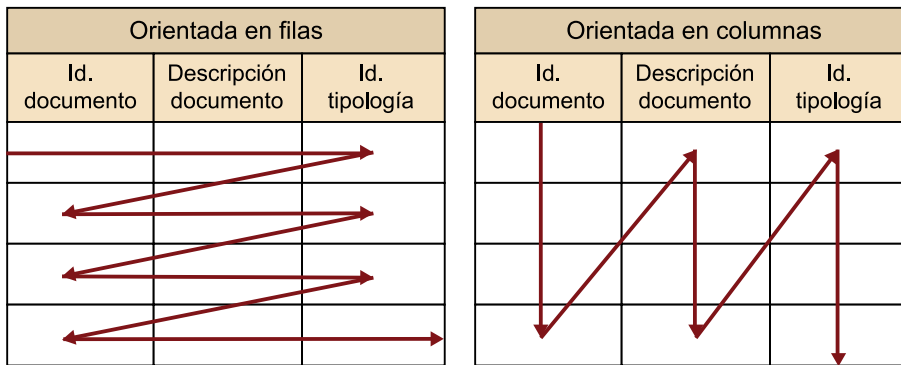 Orientada en filas
Id.
documento
Descripción
documento
Id.
tipología
Orientada en columnas
Id.
documento
Descripción
documento
Id.
tipología